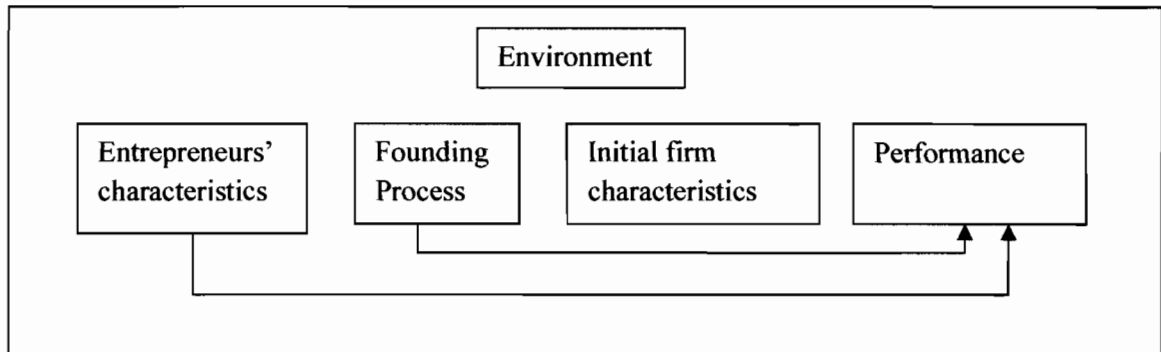 Environment
Entrepreneurs'
characteristics
Founding
Process
Initial firm
characteristics
Performance